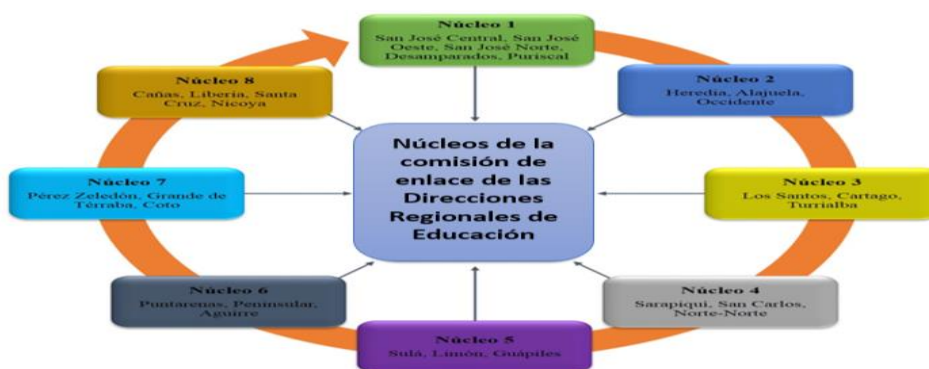 Núcleo 1
San José Central, San José
Oeste, San José Norte,
Desamparados, Puriscal
Núcleo 2
Heredia, Alajuela,
Occidente
Núcleo 3
Los Santos, Cartago,
Turrialba
Núcleo 4
Sarapiquí, San Carlos,
Norte-Norte
Núcleo 5
Sulá, Limón, Guápiles
Núcleo 6
Puntarenas, Peninsular,
Aguirre
Núcleo 7
Pérez Zeledón, Grande de
Térraba, Coto
Núcleo 8
Cañas, Liberia, Santa
Cruz, Nicoya
Núcleos de la
comisión de
enlace de las
Direcciones
Regionales de
Educación